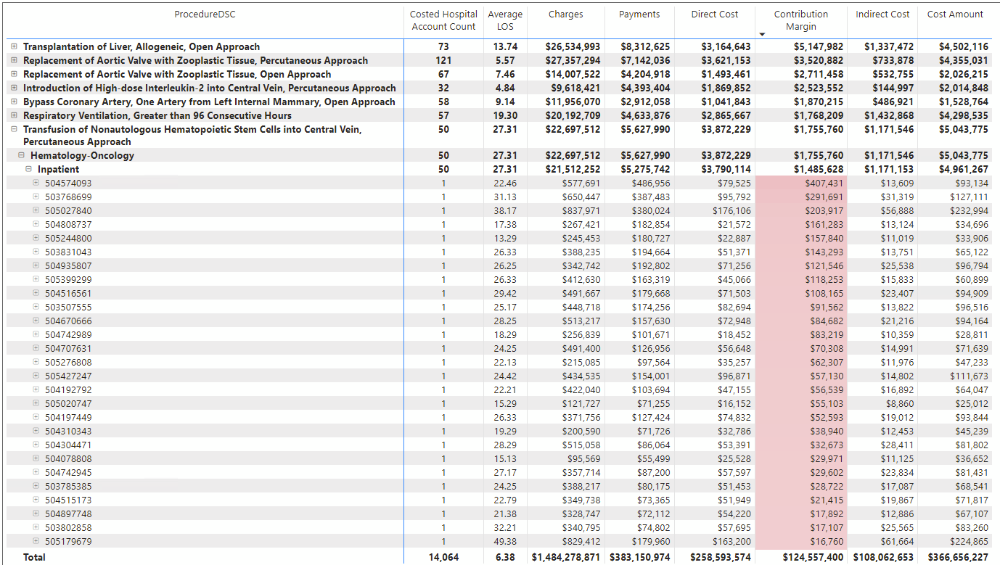 ProcedureDSC Costed Hospital Account Count Average LOS Charges Payments Direct Cost Contribution Margin Indirect Cost Cost Amount
Transplantation of Liver, Allogeneic, Open Approach 73 13.74 $26,534,993 $8,312,625 $3,164,643 $5,147,982 $1,337,472 $4,502,116
Replacement of Aortic Valve with Zooplastic Tissue, Percutaneous Approach 121 5.57 $27,357,294 $7,142,036 $3,621,153 $3,520,882 $733,878 $4,355,031
Replacement of Aortic Valve with Zooplastic Tissue, Open Approach 67 7.46 $14,007,522 $4,204,918 $1,493,461 $2,711,458 $532,755 $2,026,215
Introduction of High-dose Interleukin-2 into Central Vein, Percutaneous Approach 32 4.84 $9,618,421 $4,393,404 $1,869,852 $2,523,552 $144,997 $2,014,848
Bypass Coronary Artery, One Artery from Left Internal Mammary, Open Approach 58 9.14 $11,956,070 $2,912,058 $1,041,843 $1,870,215 $486,921 $1,528,764
Respiratory Ventilation, Greater than 96 Consecutive Hours 57 19.30 $20,192,709 $4,633,876 $2,865,667 $1,768,209 $1,432,868 $4,298,535
Transfusion of Nonautologous Hematopoietic Stem Cells into Central Vein, 50 27.31 $22,697,512 $5,627,990 $3,872,229 $1,755,760 $1,171,546 $5,043,775
Percutaneous Approach
Hematology-Oncology 50 27.31 $22,697,512 $5,627,990 $3,872,229 $1,755,760 $1,171,546 $5,043,775
Inpatient 50 27.31 $21,512,252 $5,275,742 $3,790,114 $1,485,628 $1,171,153 $4,961,267
504574093 1 22.46 $577,691 $486,956 $79,525 $407,431 $13,609 $93,134
503768699 1 31.13 $650,447 $387,483 $95,792 $291,691 $31,319 $127,111
505027840 1 38.17 $837,971 $380,024 $176,106 $203,917 $56,888 $232,994
504808737 1 17.38 $267,421 $182,854 $21,572 $161,283 $13,124 $34,696
505244800 1 13.29 $245,453 $180,727 $22,887 $157,840 $11,019 $33,906
503831043 1 26.33 $388,235 $194,664 $51,371 $143,293 $13,751 $65,122
504935807 1 26.25 $342,742 $192,802 $71,256 $121,546 $25,538 $96,794
505399299 1 26.33 $412,630 $163,319 $45,066 $118,253 $15,833 $60,899
504516561 1 29.42 $491,667 $179,668 $71,503 $108,165 $23,407 $94,909
503507555 1 25.17 $448,718 $174,256 $82,694 $91,562 $13,822 $96,516
504670666 1 28.25 $513,217 $157,630 $72,948 $84,682 $21,216 $94,164
504742989 1 18.29 $256,839 $101,671 $18,452 $83,219 $10,359 $28,811
504707631 1 24.25 $491,400 $126,956 $56,648 $70,308 $14,991 $71,639
505276808 1 22.13 $215,085 $97,564 $35,257 $62,307 $11,976 $47,233
505427247 1 24.42 $434,535 $154,001 $96,871 $57,130 $14,802 $111,673
504192792 1 22.21 $422,040 $103,694 $47,155 $56,539 $16,892 $64,047
505020747 1 15.29 $121,727 $71,255 $16,152 $55,103 $8,860 $25,012
504197449 1 26.33 $371,756 $127,424 $74,832 $52,593 $19,012 $93,844
504310343 1 19.29 $200,590 $71,726 $32,786 $38,940 $12,453 $45,239
504304471 1 28.29 $515,058 $86,064 $53,391 $32,673 $28,411 $81,802
504078808 1 15.13 $95,569 $55,499 $25,528 $29,971 $11,125 $36,652
504742945 1 27.17 $357,714 $87,200 $57,597 $29,602 $23,834 $81,431
503785385 1 24.25 $388,217 $80,175 $51,453 $28,722 $17,087 $68,541
504515173 1 22.79 $349,738 $73,365 $51,949 $21,415 $19,867 $71,817
504897748 1 21.38 $328,747 $72,112 $54,220 $17,892 $12,886 $67,107
503802858 1 32.21 $340,795 $74,802 $57,695 $17,107 $25,565 $83,260
505179679 1 49.38 $829,412 $179,960 $163,200 $16,760 $61,664 $224,865
Total 14,064 6.38 $1,484,278,871 $383,150,974 $258,593,574 $124,557,400 $108,062,653 $366,656,227